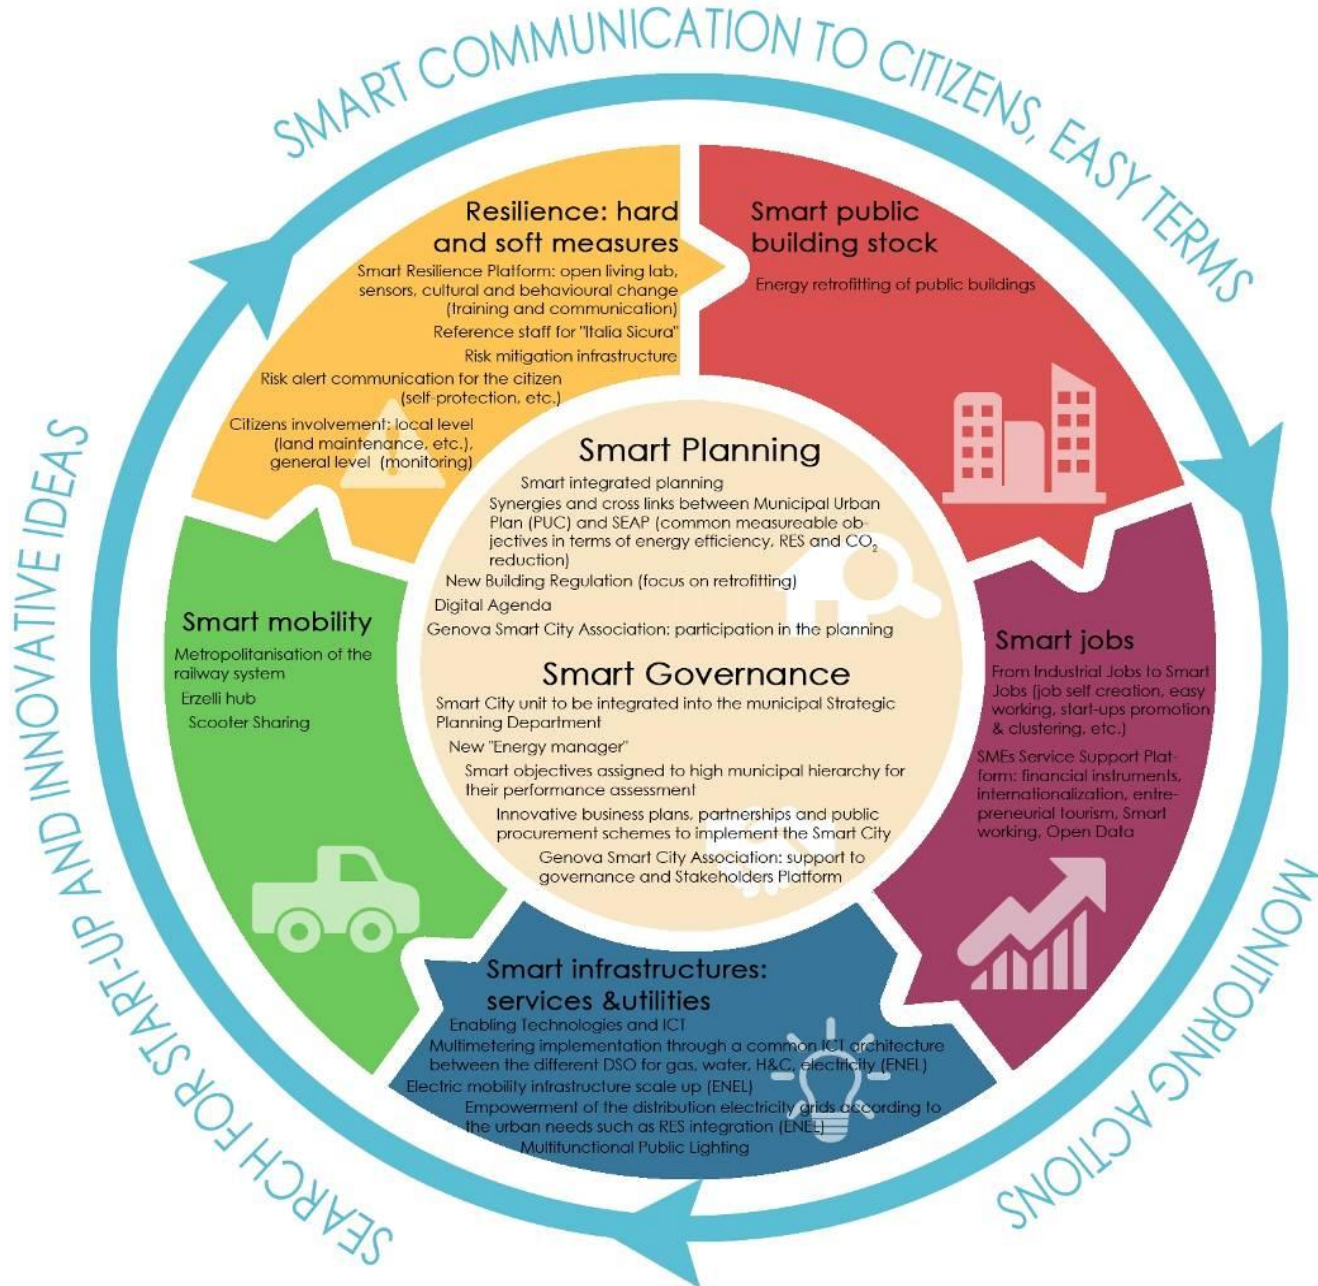 SMART COMMUNICATION TO CITIZENS, EASY TERMS
Resilience: hard
and soft measures
Smart Resilience Platform: open living lab,
sensors, cultural and behavioural change
(training and communication)
Reference staff for "Italia Sicura"
Risk mitigation infrastructure
Risk alert communication for the citizen
(self-protection, etc.)
Citizens involvement: local level
(land maintenance, etc.),
general level (monitoring)
Smart public
building stock
Energy retrofitting of public buildings
Smart Planning
Smart integrated planning
Synergies and cross links between Municipal Urban
Plan (PUC) and SEAP (common measureable ob-
jectives in terms of energy efficiency, RES and CO₂
reduction)
New Building Regulation (focus on retrofitting)
Digital Agenda
Genova Smart City Association: participation in the planning
Smart Governance
Smart City unit to be integrated into the municipal Strategic
Planning Department
New "Energy manager"
Smart objectives assigned to high municipal hierarchy for
their performance assessment
Innovative business plans, partnerships and public
procurement schemes to implement the Smart City
Genova Smart City Association: support to
governance and Stakeholders Platform
Smart mobility
Metropolitanisation of the
railway system
Erzelli hub
Scooter Sharing
Smart jobs
From Industrial Jobs to Smart
Jobs (job self creation, easy
working, start-ups promotion
& clustering, etc.)
SMEs Service Support Plat-
form: financial instruments,
internationalization, entre-
preneurial tourism, Smart
working, Open Data
Smart infrastructures:
services &utilities
Enabling Technologies and ICT
Multimetering implementation through a common ICT architecture
between the different DSO for gas, water, H&C, electricity (ENEL)
Electric mobility infrastructure scale up (ENEL)
Empowerment of the distribution electricity grids according to
the urban needs such as RES integration (ENEL)
Multifunctional Public Lighting
MONITORING ACTIONS
SEARCH FOR START-UP AND INNOVATIVE IDEAS